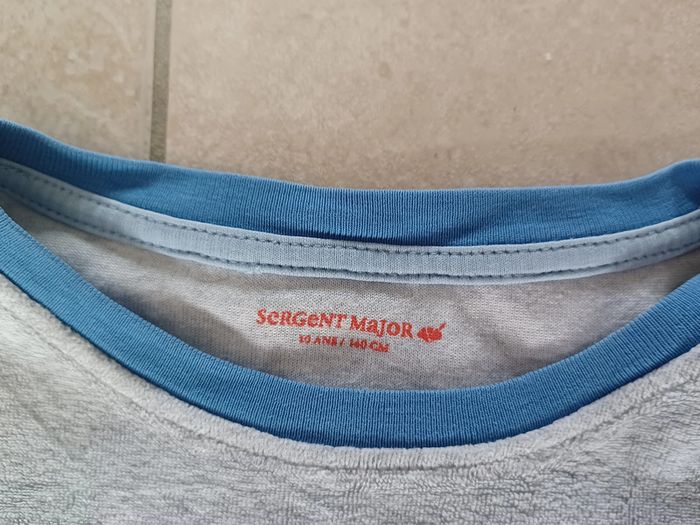 SeRGeNT MaJoR
10 ANS / 140 CM